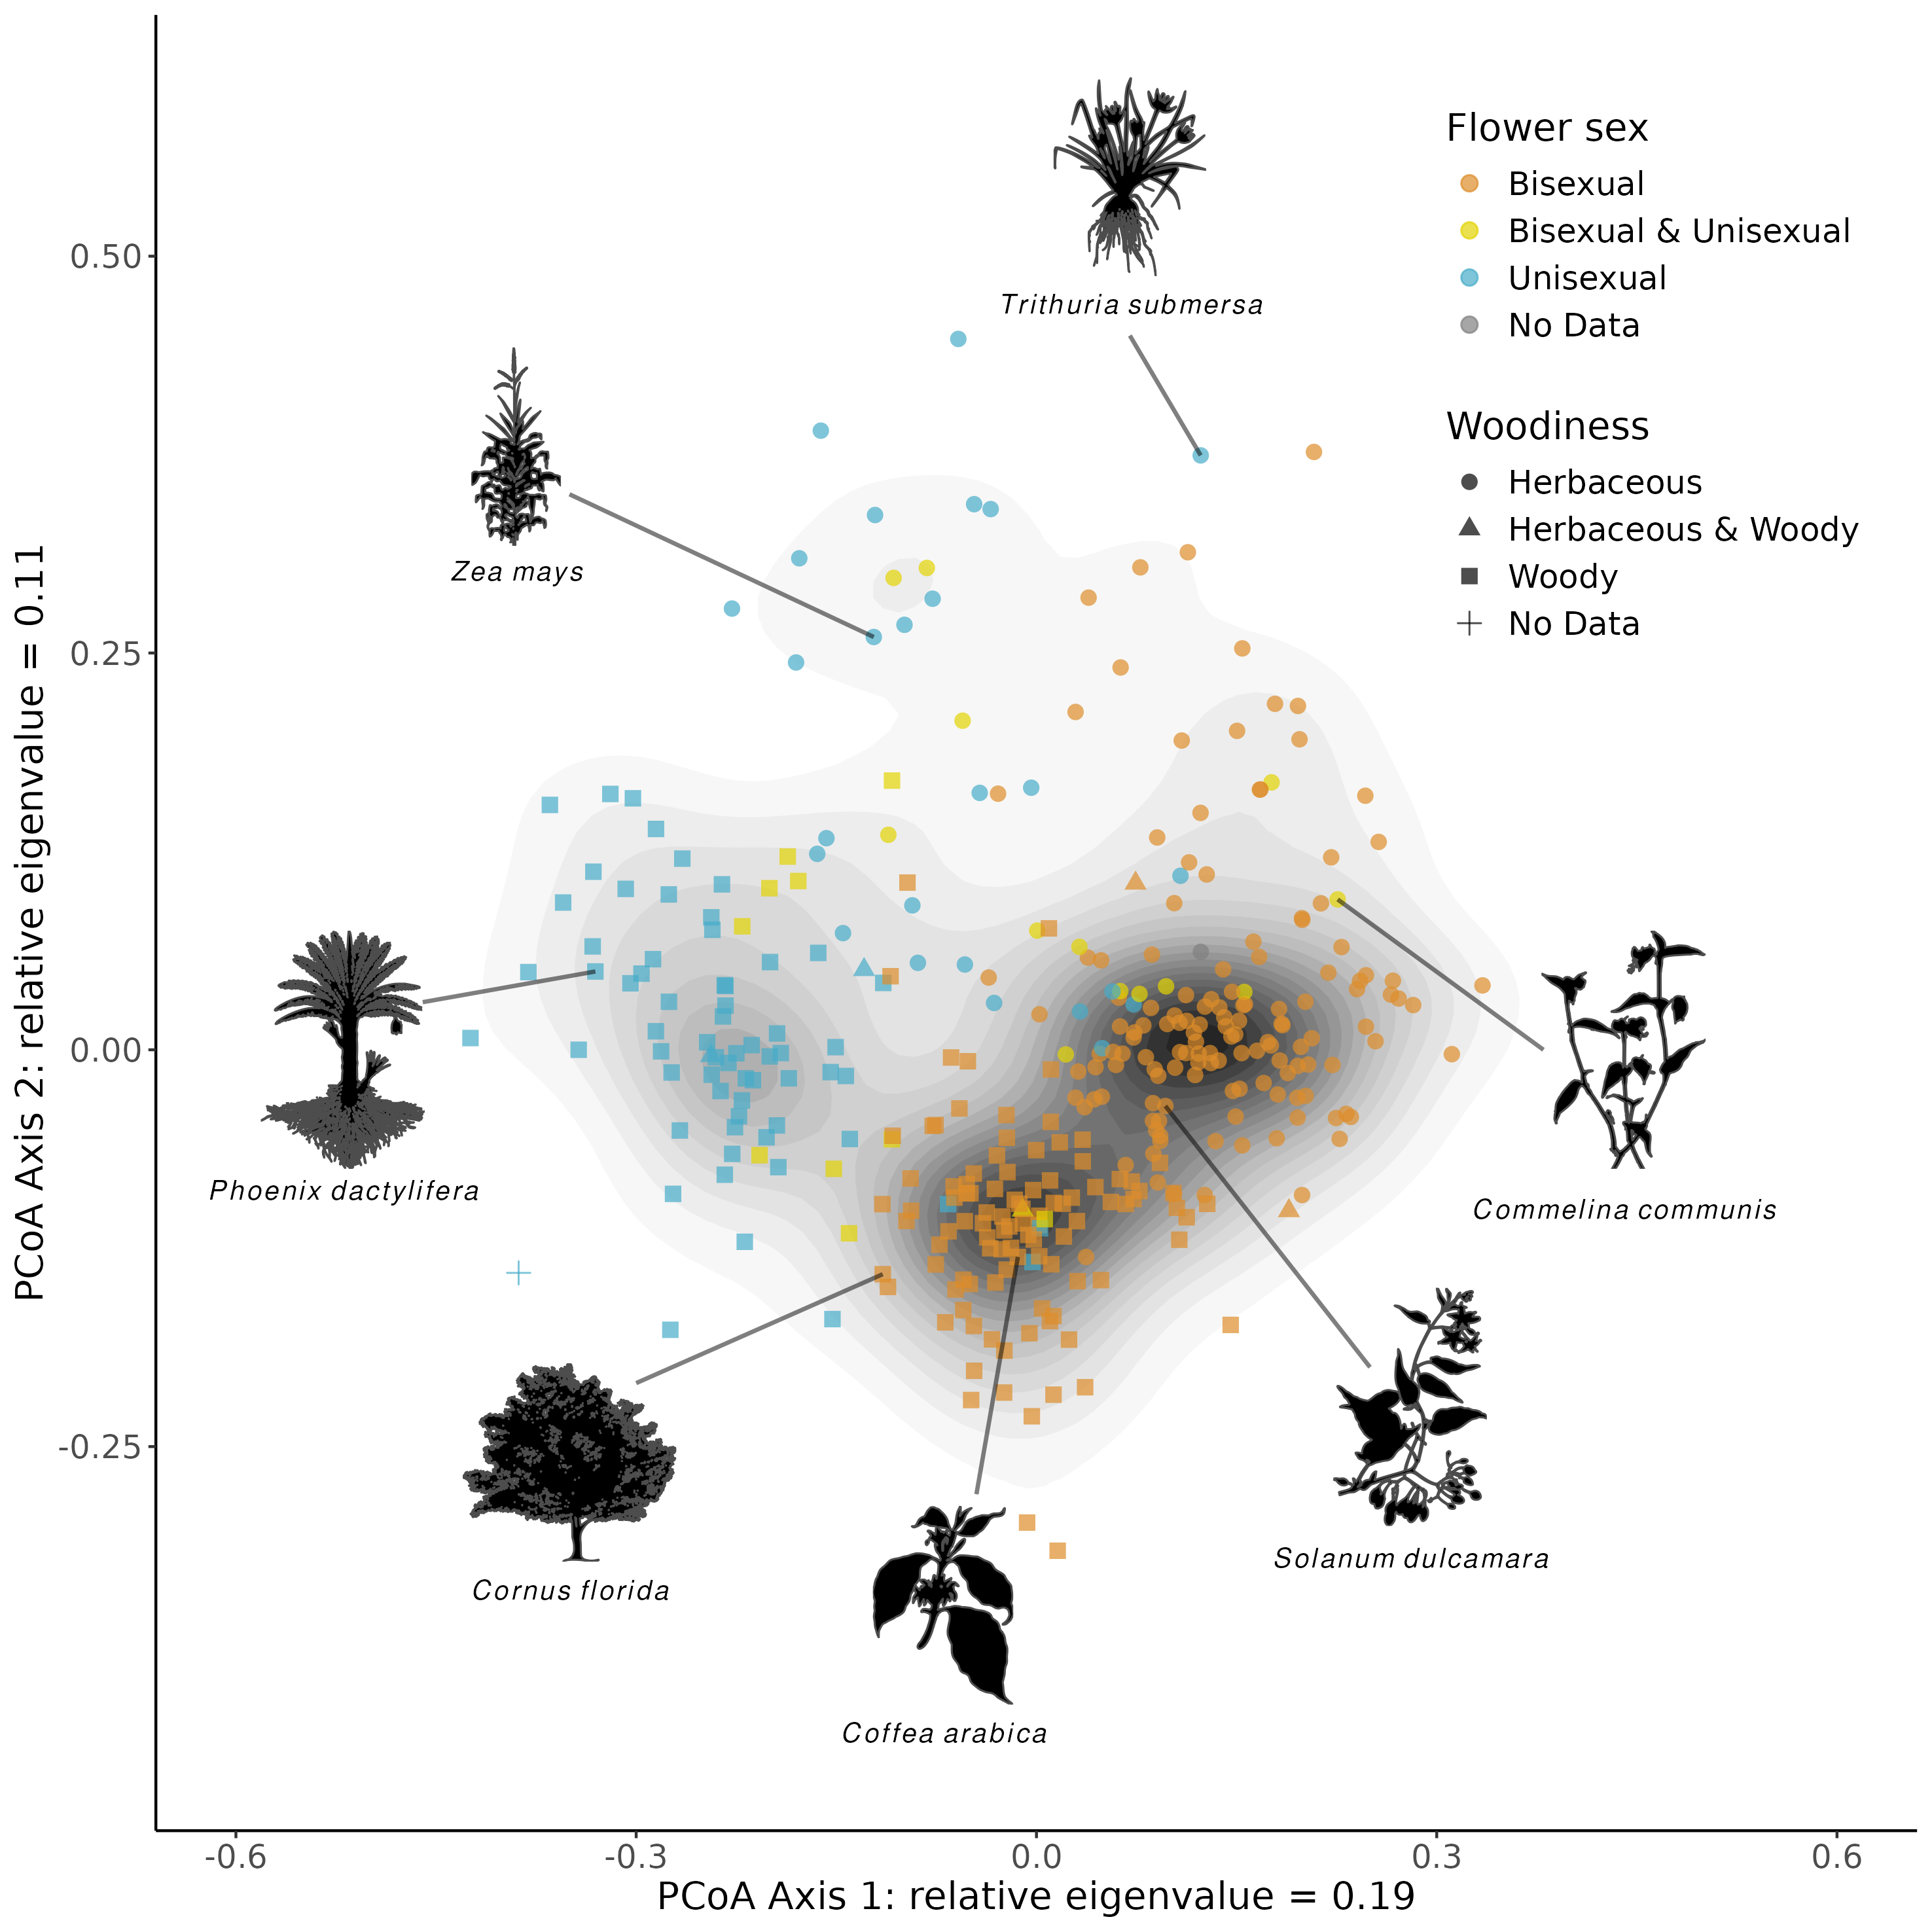 Flower sex
Bisexual
Bisexual & Unisexual
Unisexual
No Data
Woodiness
Herbaceous
Herbaceous & Woody
Woody
No Data
Trithuria submersa
Zea mays
Phoenix dactylifera
Commelina communis
Solanum dulcamara
Cornus florida
Coffea arabica
0.50
0.25
0.00
-0.25
PCoA Axis 2: relative eigenvalue = 0.11
-0.6
-0.3
0.0
0.3
0.6
PCoA Axis 1: relative eigenvalue = 0.19